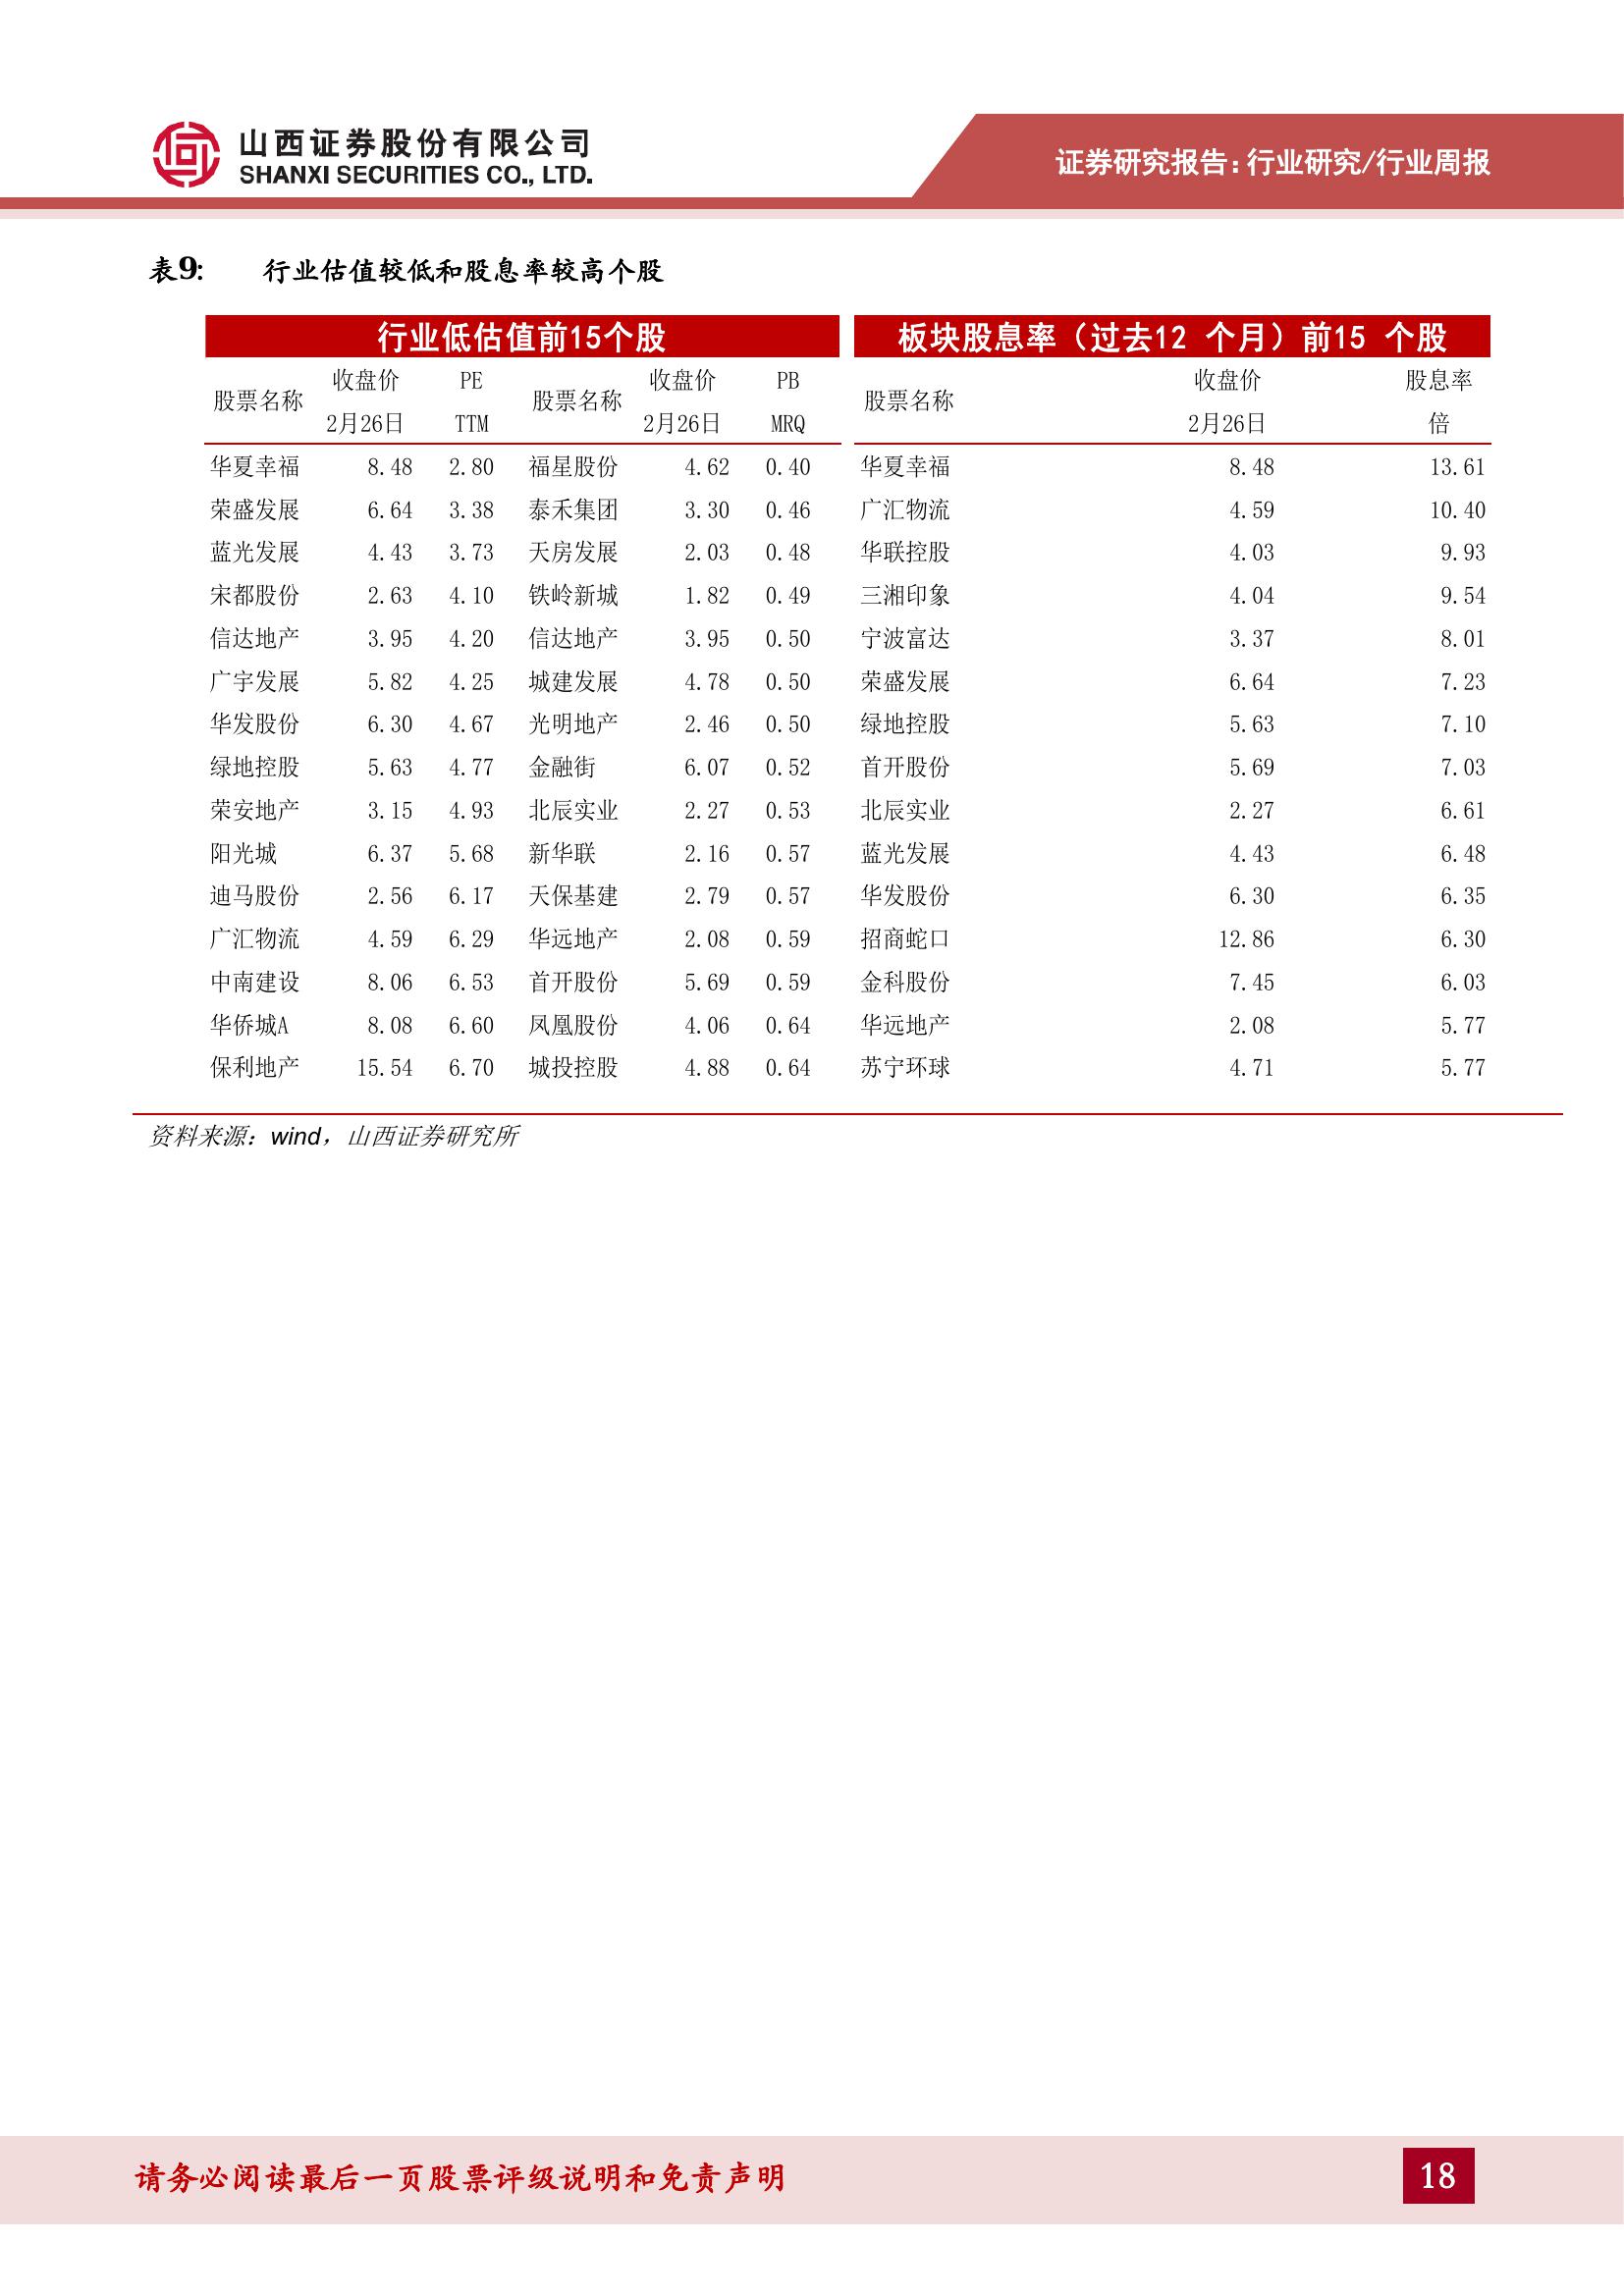 山西证券股份有限公司
SHANXI SECURITIES CO., LTD.
证券研究报告:行业研究/行业周报
表9: 行业估值较低和股息率较高个股
行业低估值前15个股 板块股息率（过去12 个月）前15 个股
股票名称 收盘价 PE 股票名称 收盘价 PB 股票名称 收盘价 股息率
2月26日 TTM 2月26日 MRQ 2月26日 倍
华夏幸福 8.48 2.80 福星股份 4.62 0.40 华夏幸福 8.48 13.61
荣盛发展 6.64 3.38 泰禾集团 3.30 0.46 广汇物流 4.59 10.40
蓝光发展 4.43 3.73 天房发展 2.03 0.48 华联控股 4.03 9.93
宋都股份 2.63 4.10 铁岭新城 1.82 0.49 三湘印象 4.04 9.54
信达地产 3.95 4.20 信达地产 3.95 0.50 宁波富达 3.37 8.01
广宇发展 5.82 4.25 城建发展 4.78 0.50 荣盛发展 6.64 7.23
华发股份 6.30 4.67 光明地产 2.46 0.50 绿地控股 5.63 7.10
绿地控股 5.63 4.77 金融街 6.07 0.52 首开股份 5.69 7.03
荣安地产 3.15 4.93 北辰实业 2.27 0.53 北辰实业 2.27 6.61
阳光城 6.37 5.68 新华联 2.16 0.57 蓝光发展 4.43 6.48
迪马股份 2.56 6.17 天保基建 2.79 0.57 华发股份 6.30 6.35
广汇物流 4.59 6.29 华远地产 2.08 0.59 招商蛇口 12.86 6.30
中南建设 8.06 6.53 首开股份 5.69 0.59 金科股份 7.45 6.03
华侨城A 8.08 6.60 凤凰股份 4.06 0.64 华远地产 2.08 5.77
保利地产 15.54 6.70 城投控股 4.88 0.64 苏宁环球 4.71 5.77
资料来源：wind，山西证券研究所
请务必阅读最后一页股票评级说明和免责声明 18